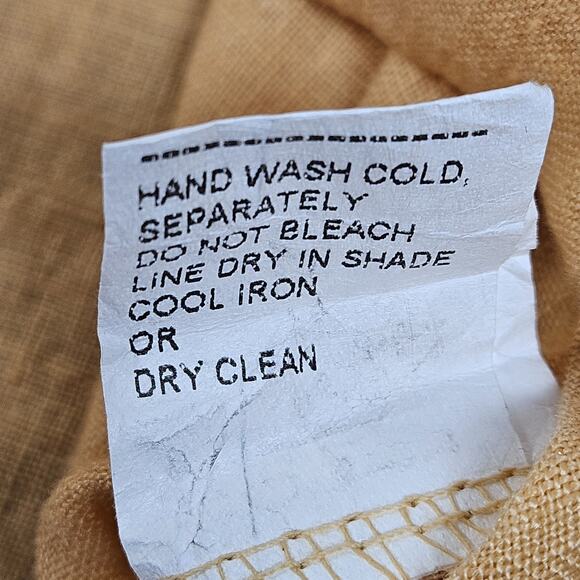 HAND WASH COLD,
SEPARATELY
DO NOT BLEACH
LINE DRY IN SHADE
COOL IRON
OR
DRY CLEAN